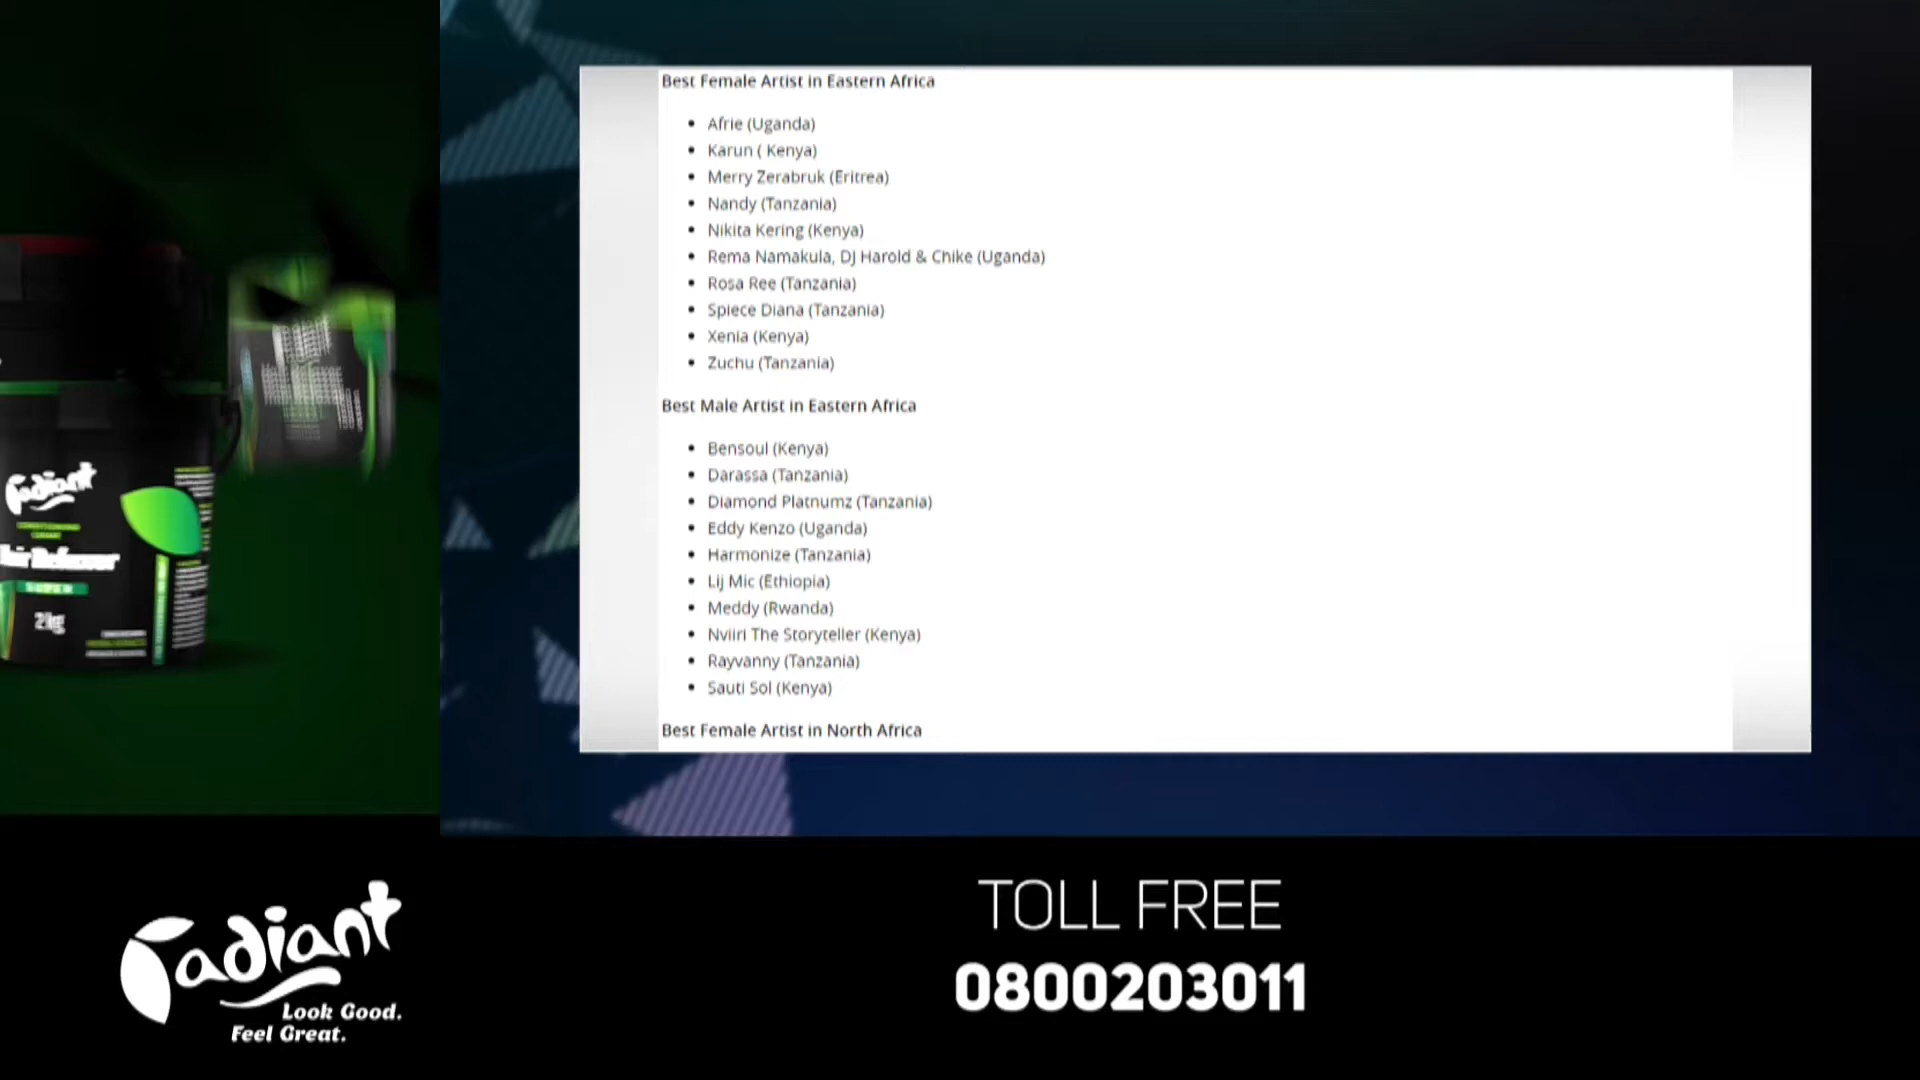 Best Female Artist in Eastern Africa
• Afrie (Uganda)
• Karun ( Kenya)
• Merry Zerabruk (Eritrea)
• Nandy (Tanzania)
• Nikita Kering (Kenya)
• Rema Namakula, DJ Harold & Chike (Uganda)
• Rosa Ree (Tanzania)
• Spiece Diana (Tanzania)
• Xenia (Kenya)
• Zuchu (Tanzania)
Best Male Artist in Eastern Africa
• Bensoul (Kenya)
• Darassa (Tanzania)
• Diamond Platnumz (Tanzania)
• Eddy Kenzo (Uganda)
• Harmonize (Tanzania)
• Lij Mic (Ethiopia)
• Meddy (Rwanda)
• Nviiri The Storyteller (Kenya)
• Rayvanny (Tanzania)
• Sauti Sol (Kenya)
Best Female Artist in North Africa
Radiant
SUPER
2kg
Radiant
Look Good.
Feel Great.
TOLL FREE
0800203011